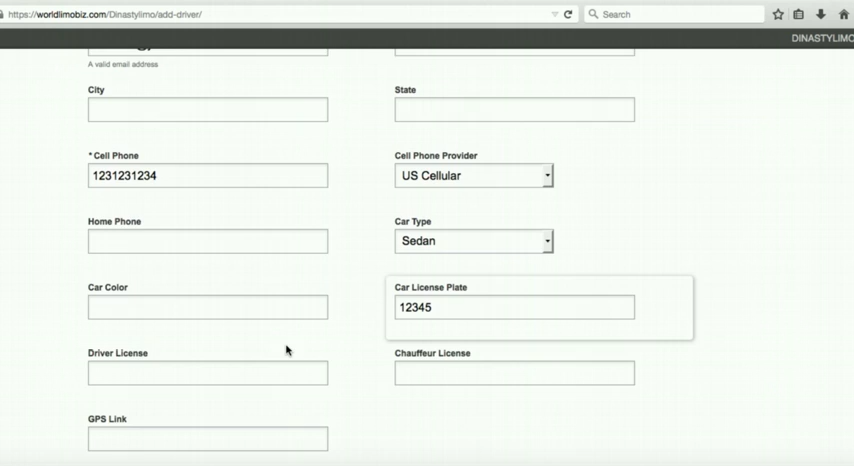 https://worldlimobiz.com/Dinastylimo/add-driver/
Search
DINASTYLIMO
A valid email address
City State
* Cell Phone Cell Phone Provider
1231231234 US Cellular
Home Phone Car Type
Sedan
Car Color Car License Plate
12345
Driver License Chauffeur License
GPS Link